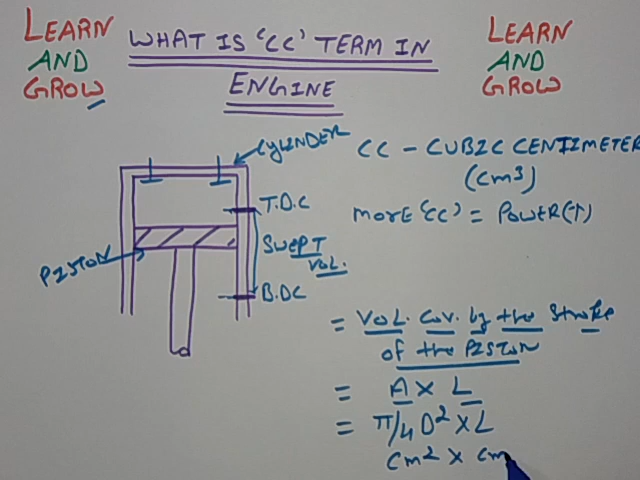 LEARN
AND
GROW
WHAT IS 'CC' TERM IN
ENGINE
LEARN
AND
GROW
CYLINDER
T.D.C
SWEPT
VOL.
B.DC
PISTON
CC - CUBIC CENTIMETER
(cm³)
MORE 'CC' = POWER(↑)
= VOL. Cov. by the Stroke
of the PISTON
= A × L
= π/4 D² × L
cm² × cm